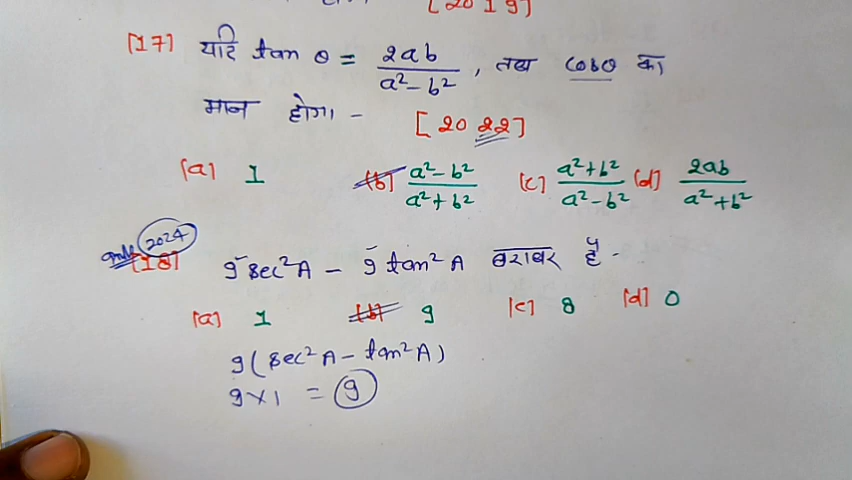 [2019]
[17] यदि tan θ = 2ab / a² - b² , तब cosθ का
मान होगा -
[2022]
[a] 1 [b] a² - b² / a² + b² [c] a² + b² / a² - b² [d] 2ab / a² + b²
2024
[18] 9 sec²A - 9 tan²A बराबर है -
[a] 1 [b] 9 [c] 8 [d] 0
9(sec²A - tan²A)
9×1 = 9